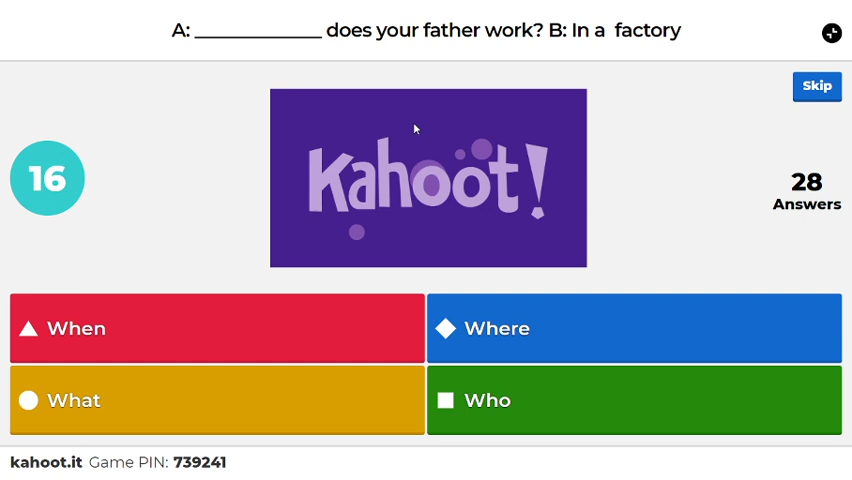 A: _____________ does your father work? B: In a  factory
Skip
16
Kahoot!
28
Answers
When
Where
What
Who
kahoot.it Game PIN: 739241